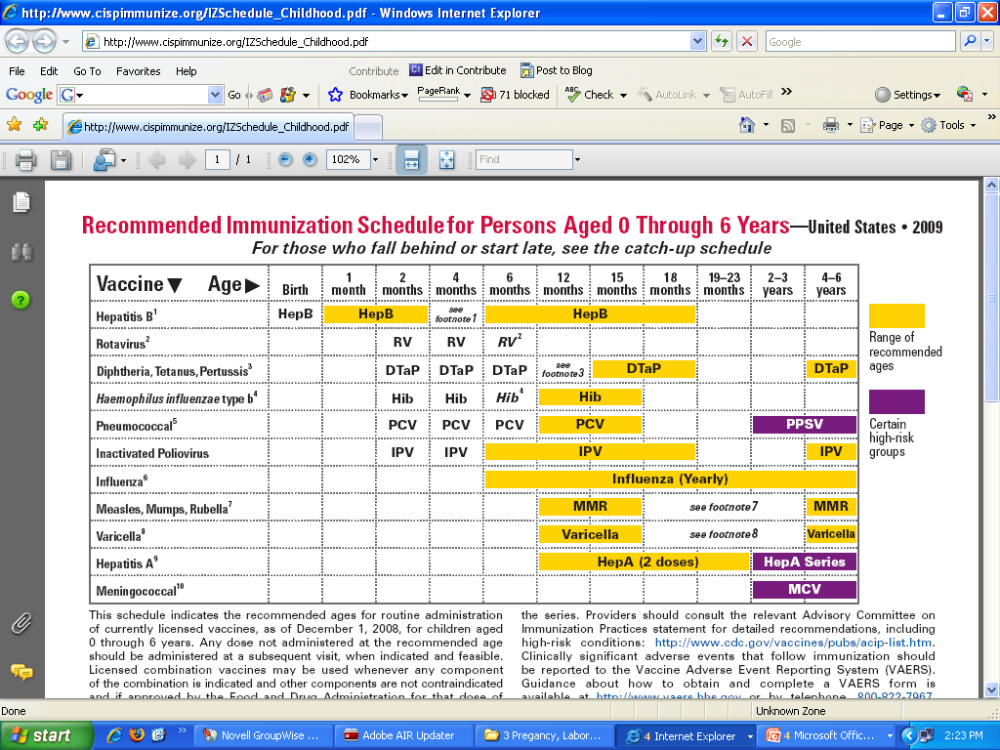 http://www.cispimmunize.org/IZSchedule_Childhood.pdf - Windows Internet Explorer
http://www.cispimmunize.org/IZSchedule_Childhood.pdf
Google
File Edit Go To Favorites Help Contribute Edit in Contribute Post to Blog
Google G Go Bookmarks PageRank 71 blocked ABC Check AutoLink AutoFill Settings
http://www.cispimmunize.org/IZSchedule_Childhood.pdf Page Tools
1 / 1 102% Find
Recommended Immunization Schedule for Persons Aged 0 Through 6 Years—United States • 2009
For those who fall behind or start late, see the catch-up schedule
Vaccine ▼ Age ► Birth 1 month 2 months 4 months 6 months 12 months 15 months 18 months 19–23 months 2–3 years 4–6 years
Hepatitis B1 HepB HepB see footnote1 HepB
Rotavirus2 RV RV RV2
Diphtheria, Tetanus, Pertussis3 DTaP DTaP DTaP see footnote3 DTaP DTaP
Haemophilus influenzae type b4 Hib Hib Hib4 Hib
Pneumococcal5 PCV PCV PCV PCV PPSV
Inactivated Poliovirus IPV IPV IPV IPV
Influenza6 Influenza (Yearly)
Measles, Mumps, Rubella7 MMR see footnote7 MMR
Varicella8 Varicella see footnote8 Varicella
Hepatitis A9 HepA (2 doses) HepA Series
Meningococcal10 MCV
Range of
recommended
ages
Certain
high-risk
groups
This schedule indicates the recommended ages for routine administration
of currently licensed vaccines, as of December 1, 2008, for children aged
0 through 6 years. Any dose not administered at the recommended age
should be administered at a subsequent visit, when indicated and feasible.
Licensed combination vaccines may be used whenever any component
of the combination is indicated and other components are not contraindicated
and if approved by the Food and Drug Administration for that dose of
the series. Providers should consult the relevant Advisory Committee on
Immunization Practices statement for detailed recommendations, including
high-risk conditions: http://www.cdc.gov/vaccines/pubs/acip-list.htm.
Clinically significant adverse events that follow immunization should
be reported to the Vaccine Adverse Event Reporting System (VAERS).
Guidance about how to obtain and complete a VAERS form is
available at http://www.vaers.hhs.gov or by telephone, 800-822-7967.
Done Unknown Zone
start Novell GroupWise ... Adobe AIR Updater 3 Pregancy, Labor... 4 Internet Explorer 4 Microsoft Offic... 2:23 PM